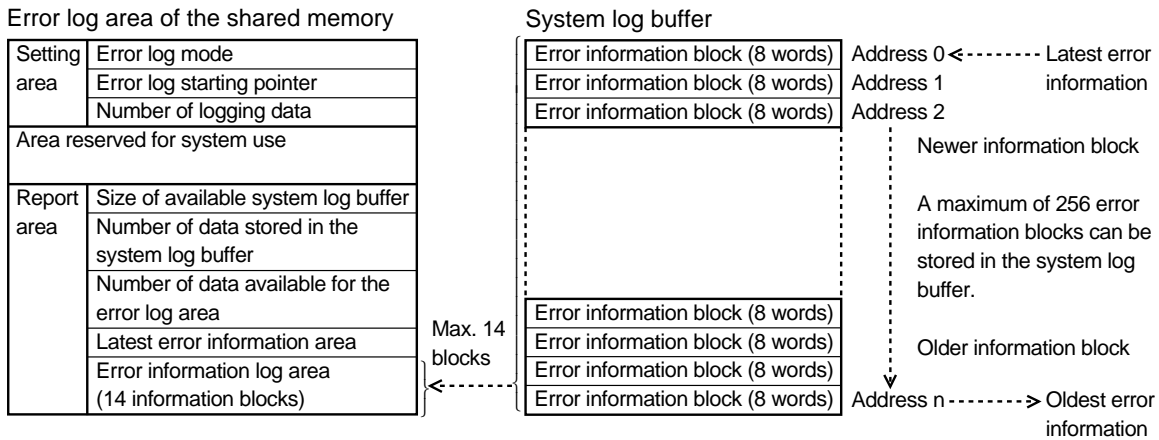 Error log area of the shared memory
Setting area
Error log mode
Error log starting pointer
Number of logging data
Area reserved for system use
Report area
Size of available system log buffer
Number of data stored in the
system log buffer
Number of data available for the
error log area
Latest error information area
Error information log area
(14 information blocks)
Max. 14
blocks
System log buffer
Error information block (8 words)
Address 0
Latest error
information
Error information block (8 words)
Address 1
Error information block (8 words)
Address 2
Newer information block
A maximum of 256 error
information blocks can be
stored in the system log
buffer.
Error information block (8 words)
Error information block (8 words)
Older information block
Error information block (8 words)
Error information block (8 words)
Address n
Oldest error
information